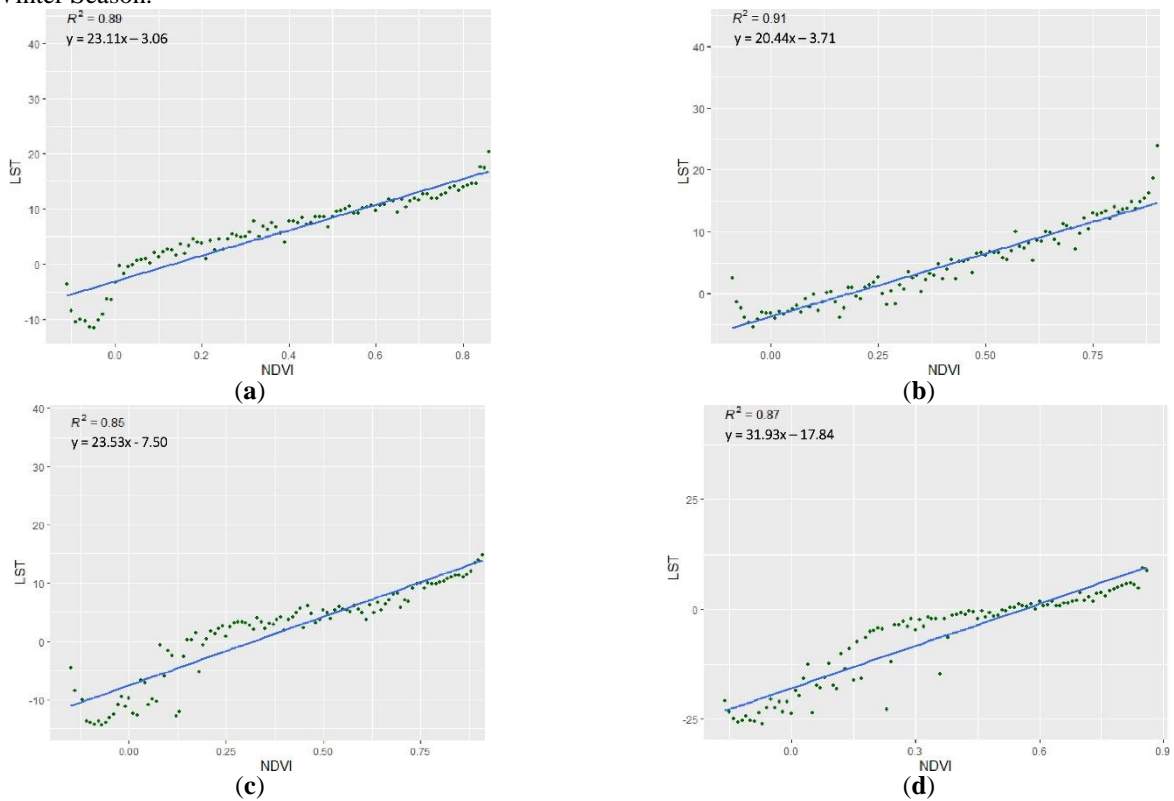 Winter Season.
R² = 0.89
y = 23.11x – 3.06
40
30
20
10
0
-10
LST
0.0 0.2 0.4 0.6 0.8
NDVI
(a)
R² = 0.91
y = 20.44x – 3.71
40
30
20
10
0
LST
0.00 0.25 0.50 0.75
NDVI
(b)
R² = 0.85
y = 23.53x - 7.50
40
30
20
10
0
-10
LST
0.00 0.25 0.50 0.75
NDVI
(c)
R² = 0.87
y = 31.93x – 17.84
25
0
-25
LST
0.0 0.3 0.6 0.9
NDVI
(d)